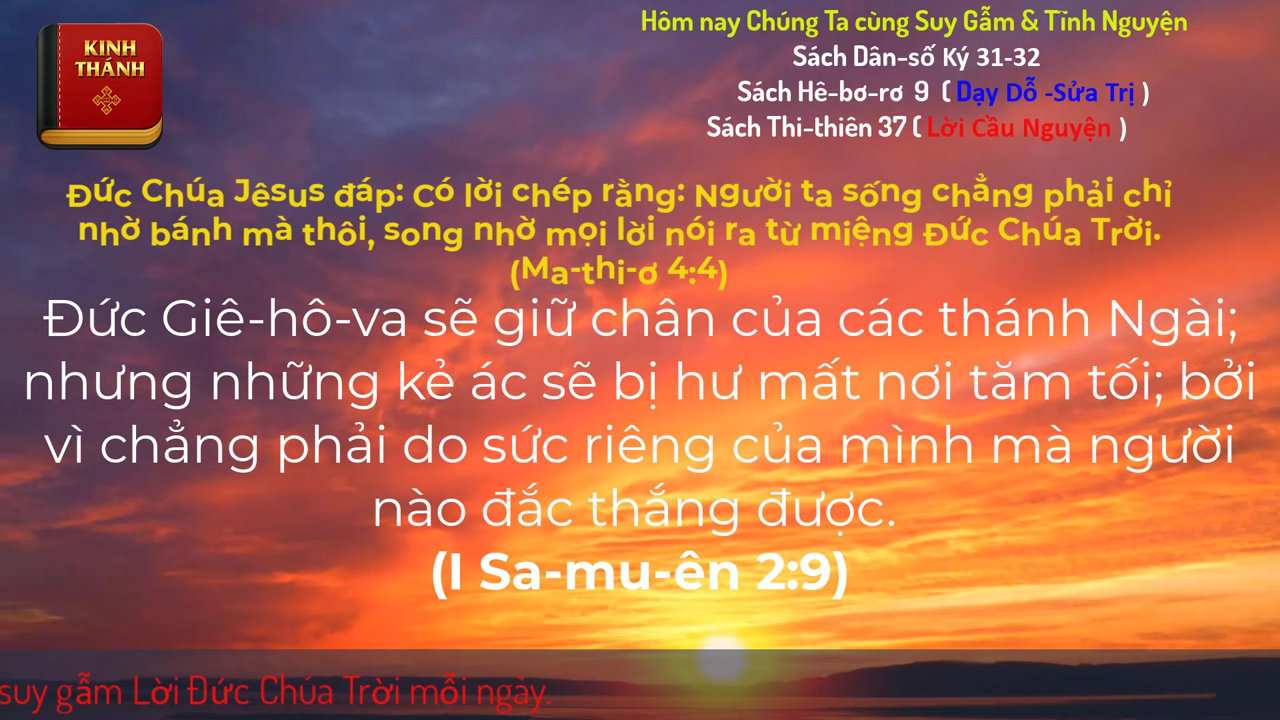 KINH
THÁNH
Hôm nay Chúng Ta cùng Suy Gẫm & Tĩnh Nguyện
Sách Dân-số Ký 31-32
Sách Hê-bơ-rơ 9 ( Dạy Dỗ -Sửa Trị )
Sách Thi-thiên 37 ( Lời Cầu Nguyện )
Đức Chúa Jêsus đáp: Có lời chép rằng: Người ta sống chẳng phải chỉ
nhờ bánh mà thôi, song nhờ mọi lời nói ra từ miệng Đức Chúa Trời.
(Ma-thi-ơ 4:4)
Đức Giê-hô-va sẽ giữ chân của các thánh Ngài;
nhưng những kẻ ác sẽ bị hư mất nơi tăm tối; bởi
vì chẳng phải do sức riêng của mình mà người
nào đắc thắng được.
(I Sa-mu-ên 2:9)
suy gẫm Lời Đức Chúa Trời mỗi ngày.